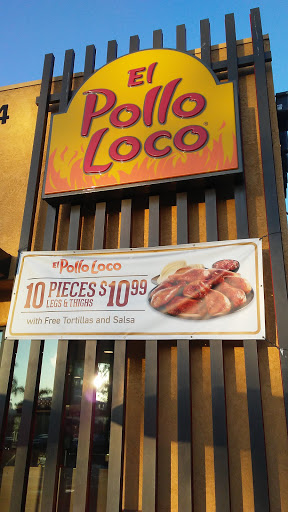 El
Pollo
Loco®
4
El Pollo Loco
10 PIECES $10.99
LEGS & THIGHS
with Free Tortillas and Salsa